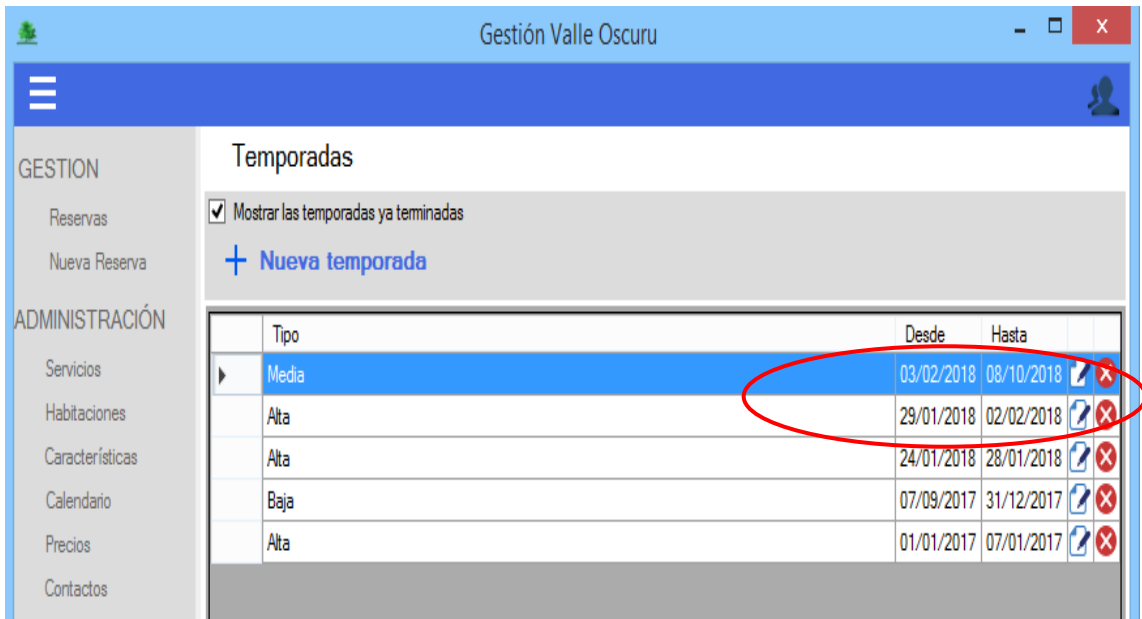 Gestión Valle Oscuru
GESTION
Reservas
Nueva Reserva
ADMINISTRACIÓN
Servicios
Habitaciones
Características
Calendario
Precios
Contactos
Temporadas
Mostrar las temporadas ya terminadas
Nueva temporada
Tipo Desde Hasta
Media 03/02/2018 08/10/2018
Alta 29/01/2018 02/02/2018
Alta 24/01/2018 28/01/2018
Baja 07/09/2017 31/12/2017
Alta 01/01/2017 07/01/2017